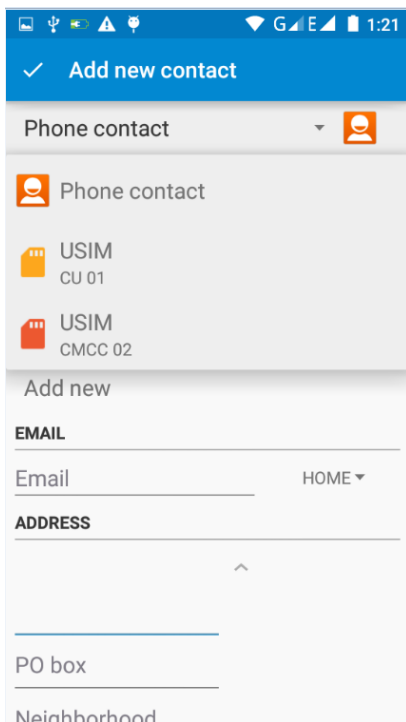 G E 1:21
Add new contact
Phone contact
Phone contact
USIM
CU 01
USIM
CMCC 02
Add new
EMAIL
Email HOME
ADDRESS
PO box
Neighborhood